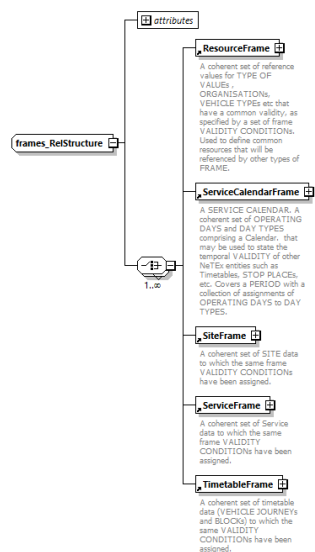 attributes
ResourceFrame
A coherent set of reference
values for TYPE OF
VALUEs ,
ORGANISATIONs,
VEHICLE TYPEs etc that
have a common validity, as
specified by a set of frame
VALIDITY CONDITIONs.
Used to define common
resources that will be
referenced by other types of
FRAME.
frames_RelStructure
ServiceCalendarFrame
A SERVICE CALENDAR. A
coherent set of OPERATING
DAYS and DAY TYPES
comprising a Calendar,  that
may be used to state the
temporal VALIDITY of other
NeTEx entities such as
Timetables, STOP PLACEs,
etc. Covers a PERIOD with a
collection of assignments of
OPERATING DAYS to DAY
TYPES.
1..∞
SiteFrame
A coherent set of SITE data
to which the same frame
VALIDITY CONDITIONs
have been assigned.
ServiceFrame
A coherent set of Service
data to which the same
frame VALIDITY
CONDITIONs have been
assigned.
TimetableFrame
A coherent set of timetable
data (VEHICLE JOURNEYs
and BLOCKs) to which the
same VALIDITY
CONDITIONs have been
assigned.